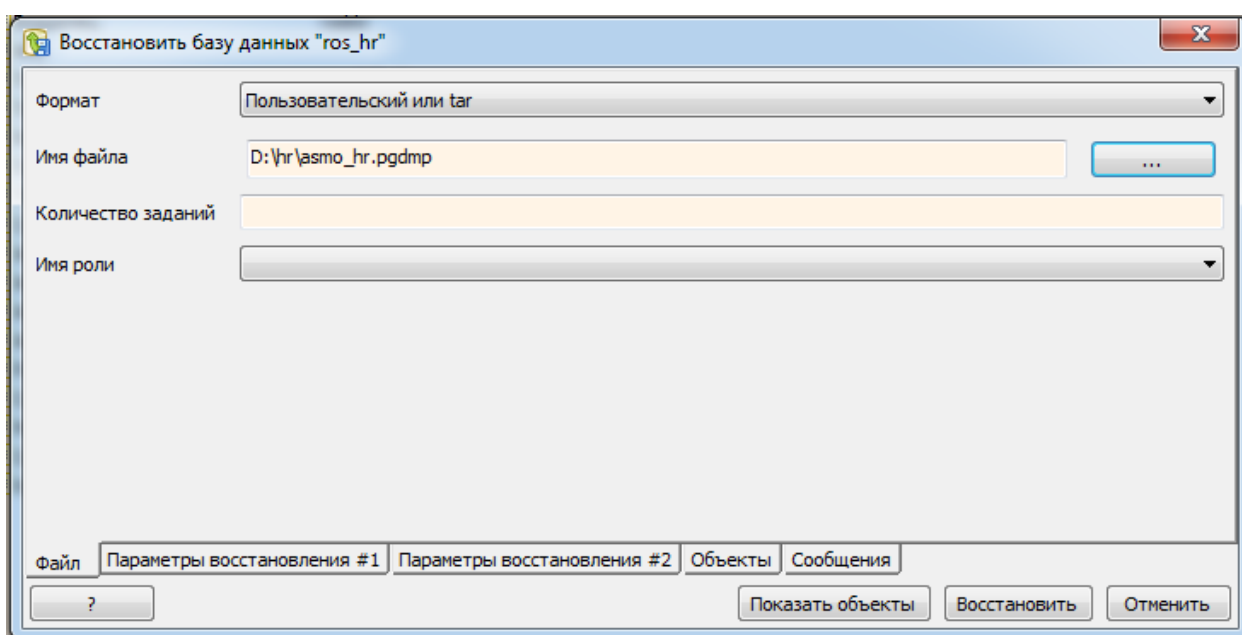 Восстановить базу данных "ros_hr"
Формат Пользовательский или tar
Имя файла D:\hr\asmo_hr.pgdmp ...
Количество заданий
Имя роли
Файл Параметры восстановления #1 Параметры восстановления #2 Объекты Сообщения
? Показать объекты Восстановить Отменить